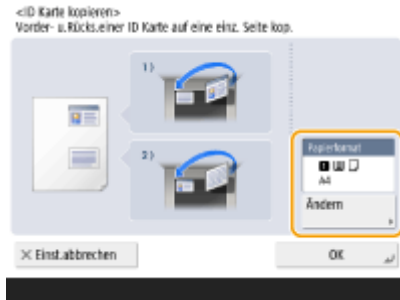 <ID Karte kopieren>
Vorder- u.Rücks.einer ID Karte auf eine einz. Seite kop.
1)
2)
Papierformat
1
A4
Ändern
Einst.abbrechen
OK